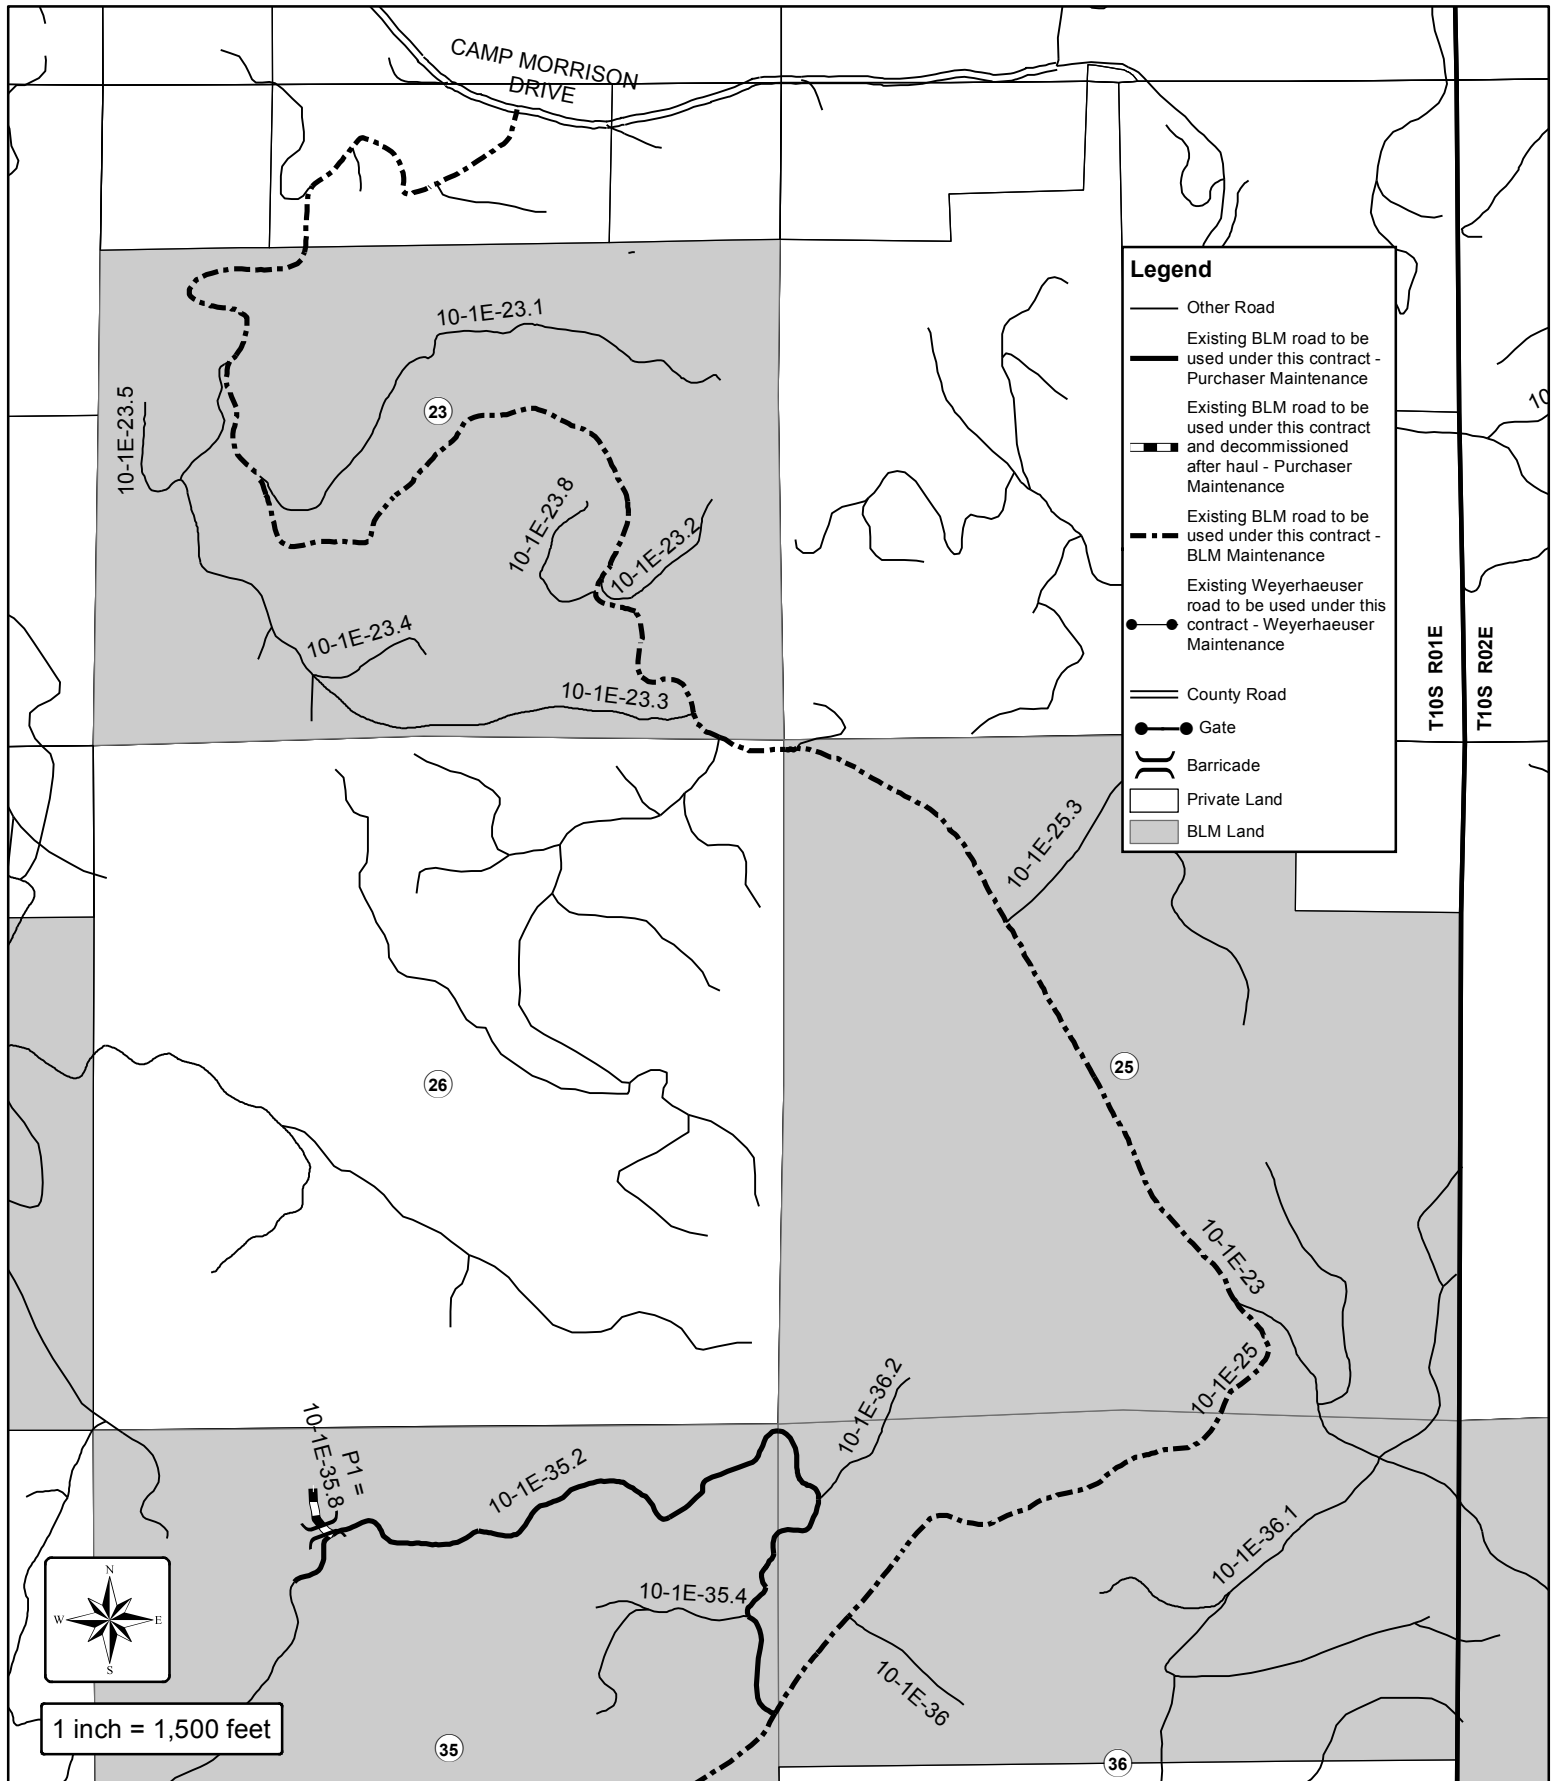 CAMP MORRISON
DRIVE
10-1E-23.1
10-1E-23.5
23
10-1E-23.8
10-1E-23.2
10-1E-23.4
10-1E-23.3
Legend
Other Road
Existing BLM road to be
used under this contract -
Purchaser Maintenance
Existing BLM road to be
used under this contract
and decommissioned
after haul - Purchaser
Maintenance
Existing BLM road to be
used under this contract -
BLM Maintenance
Existing Weyerhaeuser
road to be used under this
contract - Weyerhaeuser
Maintenance
County Road
Gate
Barricade
Private Land
BLM Land
10
T10S R01E
T10S R02E
10-1E-25.3
26
25
10-1E-23
10-1E-25
10-1E-36.2
P1 =
10-1E-35.8
10-1E-35.2
10-1E-36.1
10-1E-35.4
10-1E-36
N
W
E
S
1 inch = 1,500 feet
35
36